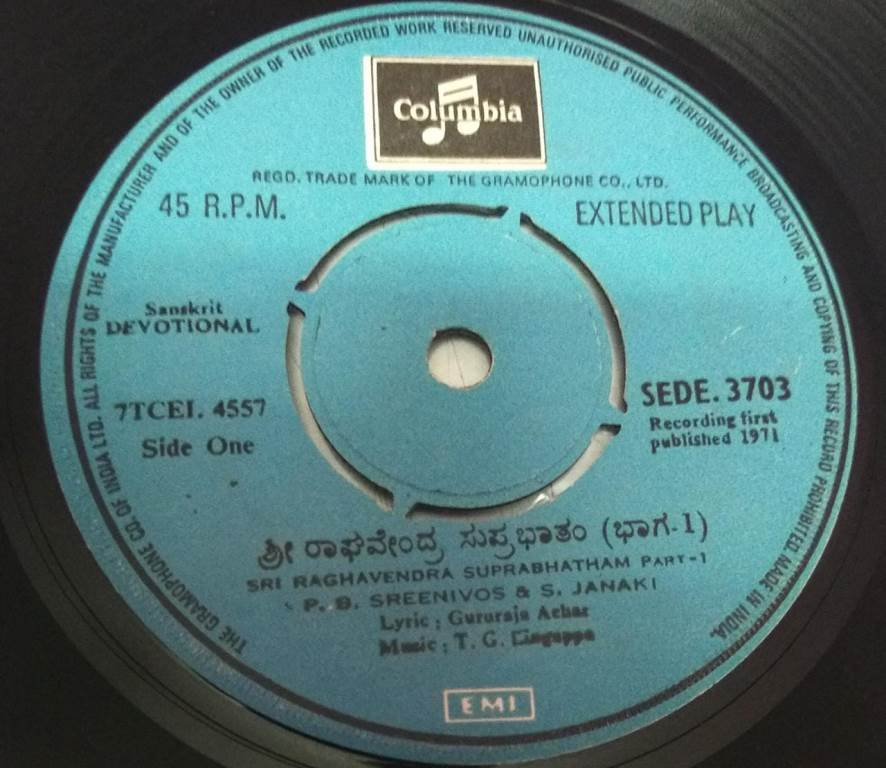 THE GRAMOPHONE CO. OF INDIA LTD. ALL RIGHTS OF THE MANUFACTURER AND OF THE OWNER OF THE RECORDED WORK RESERVED UNAUTHORISED PUBLIC PERFORMANCE BROADCASTING AND COPYING OF THIS RECORD PROHIBITED. MADE IN INDIA.
Columbia
REGD. TRADE MARK OF THE GRAMOPHONE CO., LTD.
45 R.P.M.
EXTENDED PLAY
Sanskrit
DEVOTIONAL
7TCEI. 4557
Side One
SEDE. 3703
Recording first
published 1971
ಶ್ರೀ ರಾಘವೇಂದ್ರ ಸುಪ್ರಭಾತಂ (ಭಾಗ-1)
SRI RAGHAVENDRA SUPRABHATHAM PART-1
P. B. SREENIVOS & S. JANAKI
Lyric : Gururaja Achar
Music : T. G. Lingappa
EMI